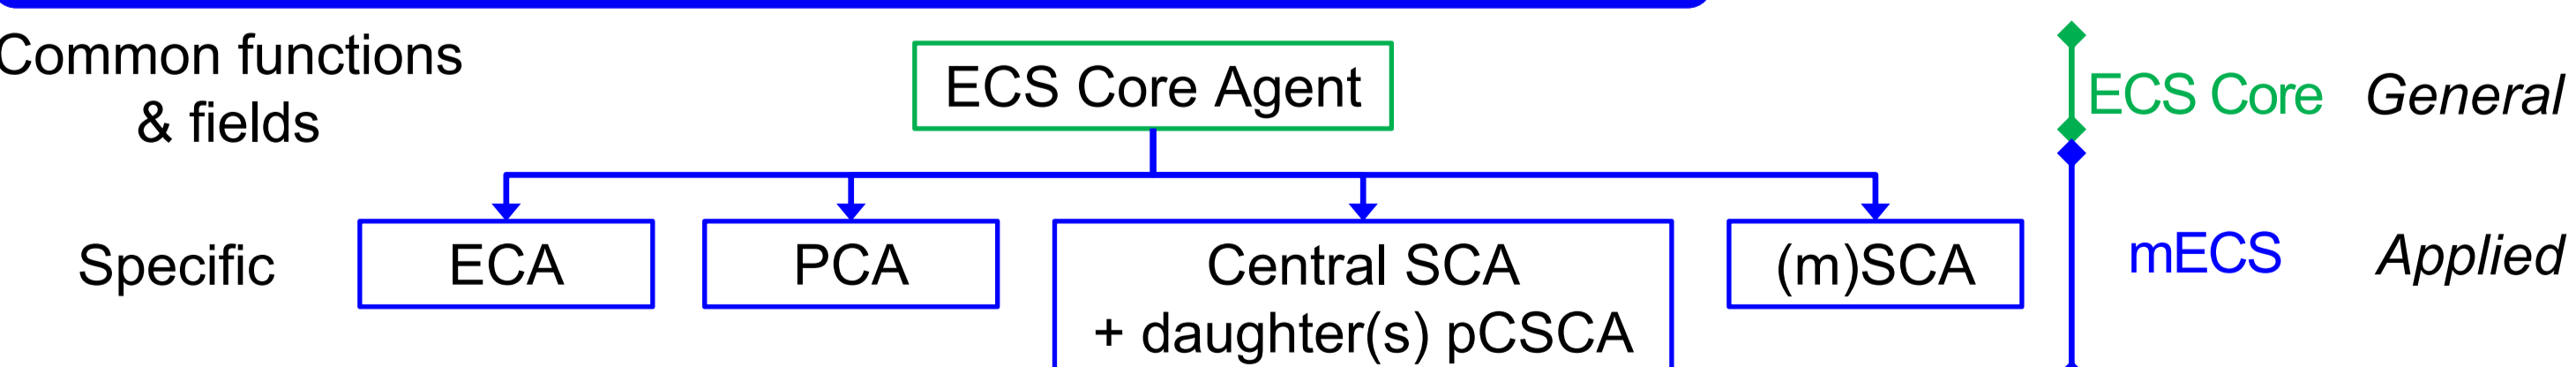 Common functions
& fields
ECS Core Agent
ECS Core General
Specific
ECA
PCA
Central SCA
+ daughter(s) pCSCA
(m)SCA
mECS Applied